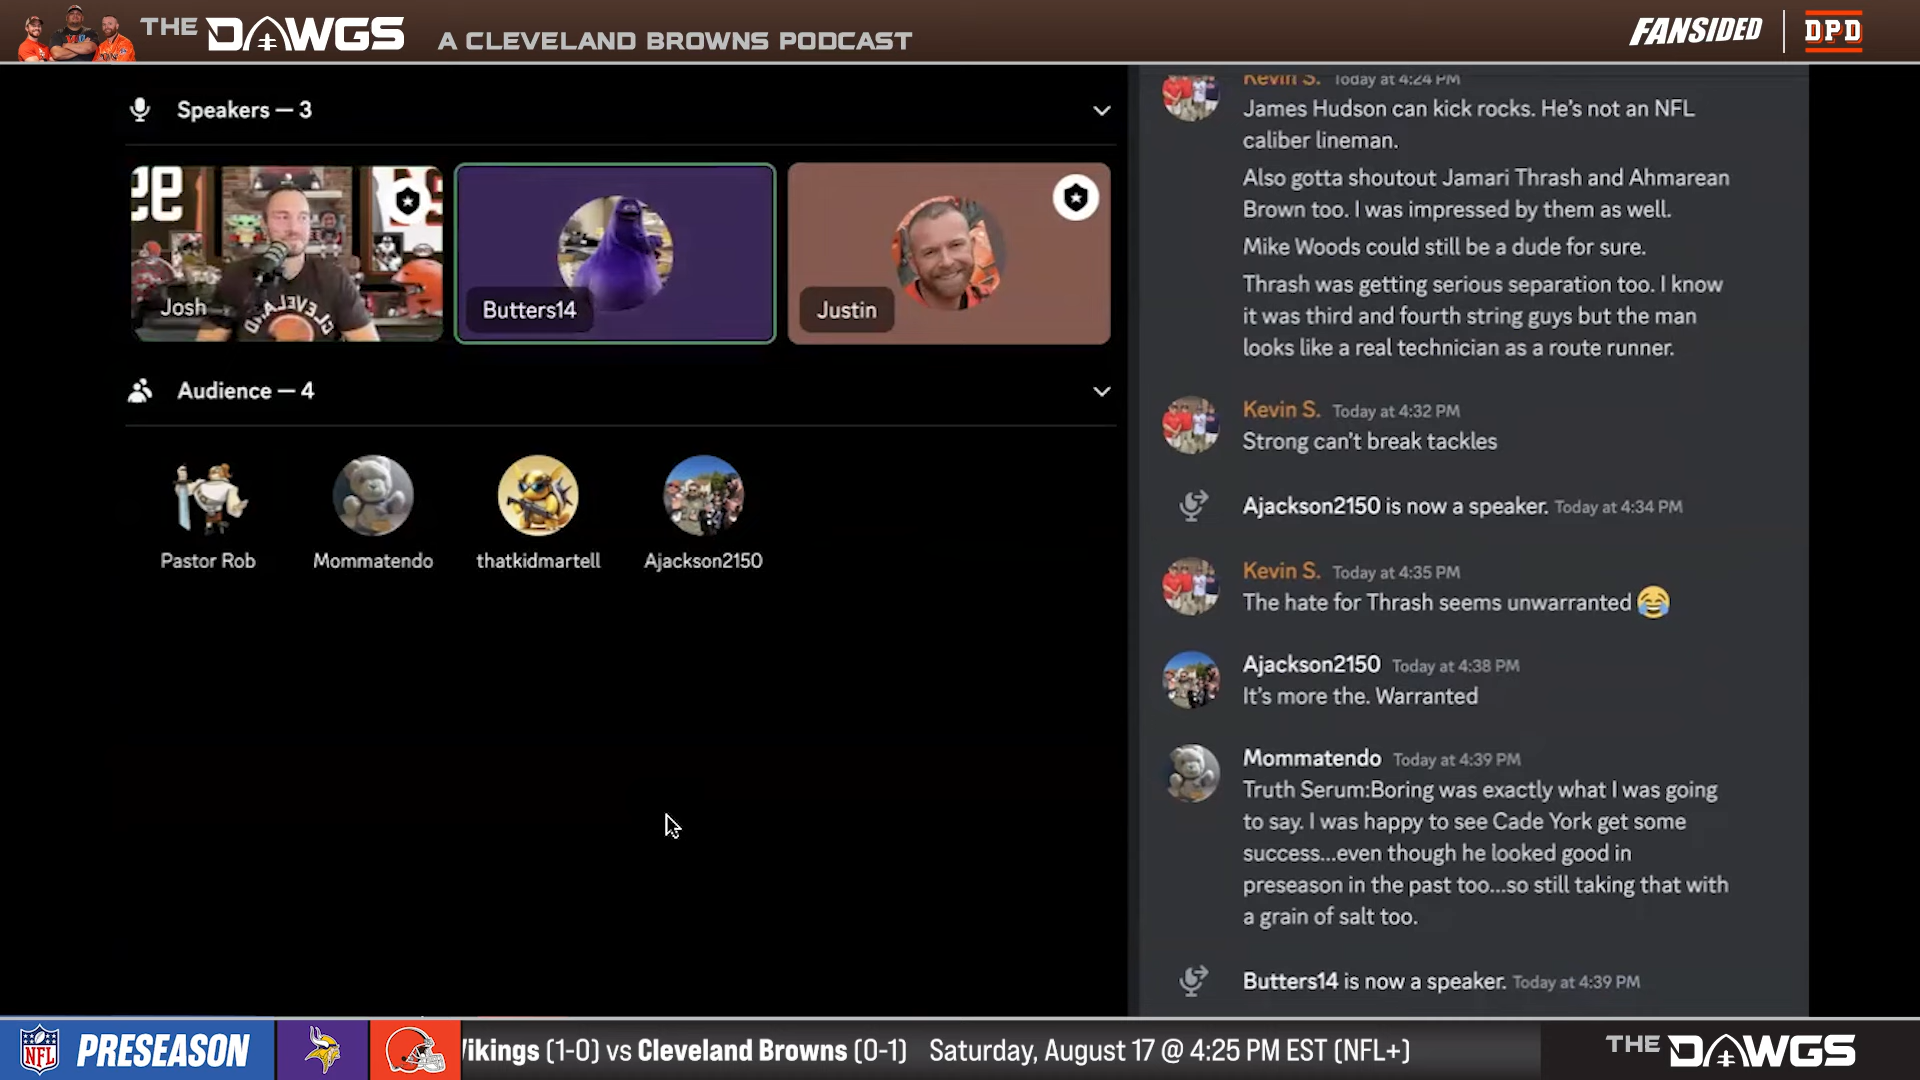 THE DAWGS A CLEVELAND BROWNS PODCAST
FANSIDED DPD
Speakers — 3
Josh
CLEVELAND
Butters14
Justin
Audience — 4
Pastor Rob
Mommatendo
thatkidmartell
Ajackson2150
Kevin S. Today at 4:24 PM
James Hudson can kick rocks. He's not an NFL
caliber lineman.
Also gotta shoutout Jamari Thrash and Ahmarean
Brown too. I was impressed by them as well.
Mike Woods could still be a dude for sure.
Thrash was getting serious separation too. I know
it was third and fourth string guys but the man
looks like a real technician as a route runner.
Kevin S. Today at 4:32 PM
Strong can't break tackles
Ajackson2150 is now a speaker. Today at 4:34 PM
Kevin S. Today at 4:35 PM
The hate for Thrash seems unwarranted 😂
Ajackson2150 Today at 4:38 PM
It's more the. Warranted
Mommatendo Today at 4:39 PM
Truth Serum:Boring was exactly what I was going
to say. I was happy to see Cade York get some
success...even though he looked good in
preseason in the past too...so still taking that with
a grain of salt too.
Butters14 is now a speaker. Today at 4:39 PM
NFL PRESEASON
ikings (1-0) vs Cleveland Browns (0-1) Saturday, August 17 @ 4:25 PM EST (NFL+)
THE DAWGS